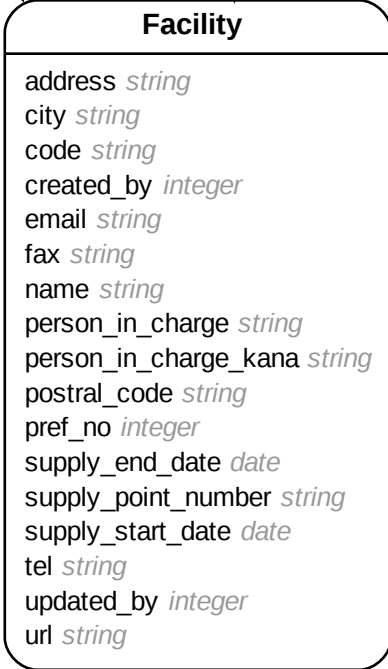 Facility
address string
city string
code string
created_by integer
email string
fax string
name string
person_in_charge string
person_in_charge_kana string
postral_code string
pref_no integer
supply_end_date date
supply_point_number string
supply_start_date date
tel string
updated_by integer
url string